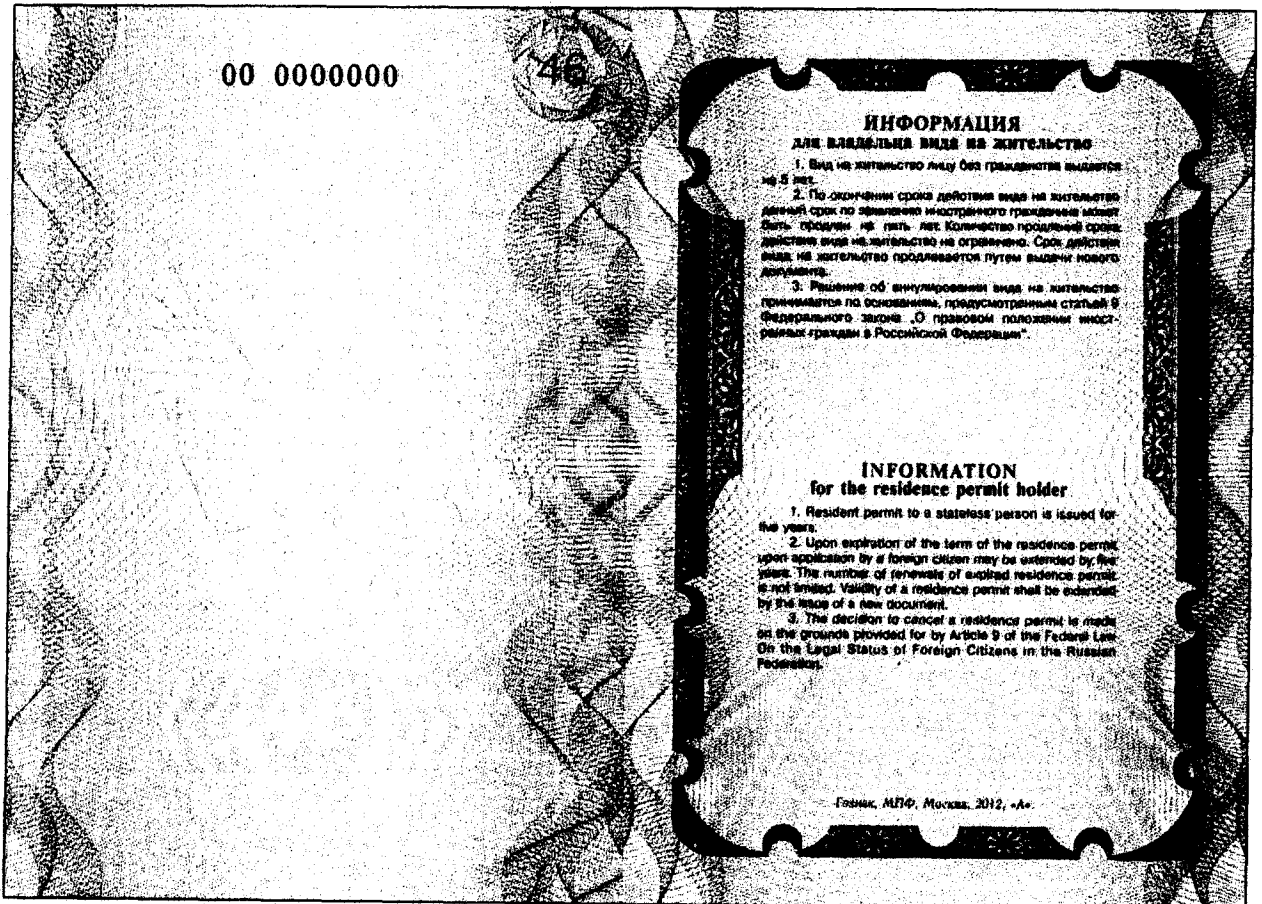 00 0000000
46
ИНФОРМАЦИЯ
для владельца вида на жительство
1. Вид на жительство лицу без гражданства выдается
на 5 лет.
2. По окончании срока действия вида на жительство
данный срок по заявлению иностранного гражданина может
быть продлен на пять лет. Количество продлений срока
действия вида на жительство не ограничено. Срок действия
вида на жительство продлевается путем выдачи нового
документа.
3. Решение об аннулировании вида на жительство
принимается по основаниям, предусмотренным статьей 9
Федерального закона „О правовом положении иност-
ранных граждан в Российской Федерации“.
INFORMATION
for the residence permit holder
1. Resident permit to a stateless person is issued for
five years.
2. Upon expiration of the term of the residence permit
upon application by a foreign citizen may be extended by five
years. The number of renewals of expired residence permit
is not limited. Validity of a residence permit shall be extended
by the issue of a new document.
3. The decision to cancel a residence permit is made
on the grounds provided for by Article 9 of the Federal Law
On the Legal Status of Foreign Citizens in the Russian
Federation.
Гознак, МПФ, Москва, 2012, «А».